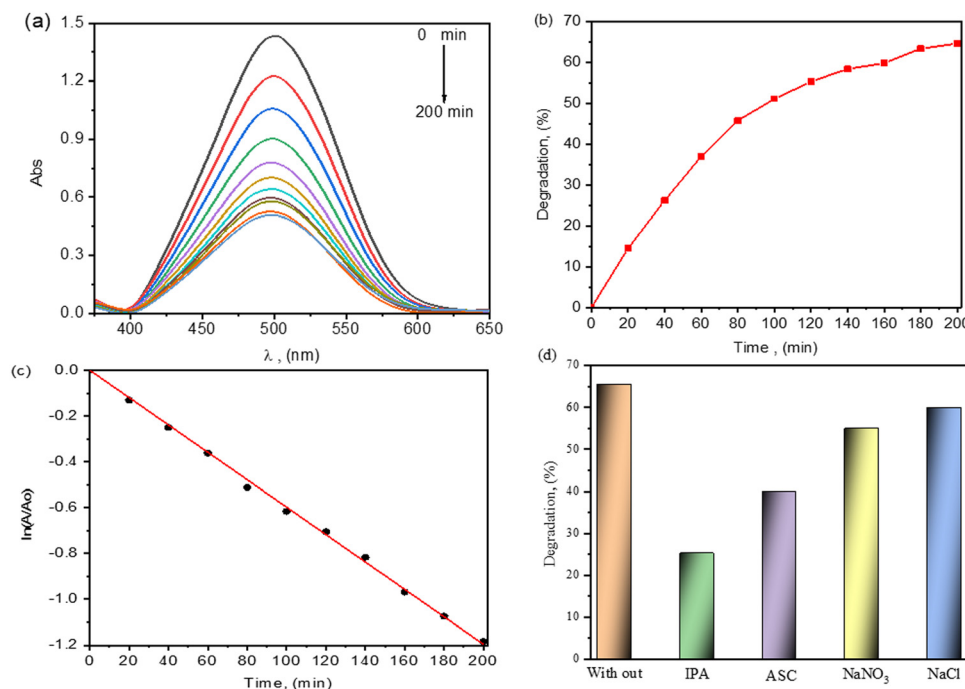 (a)
0 min
200 min
1.5
1.2
0.9
0.6
0.3
0.0
Abs
400 450 500 550 600 650
λ , (nm)
(b)
70
60
50
40
30
20
10
0
Degradation, (%)
0 20 40 60 80 100 120 140 160 180 200
Time , (min)
(c)
0.0
-0.2
-0.4
-0.6
-0.8
-1.0
-1.2
ln(A/Ao)
0 20 40 60 80 100 120 140 160 180 200
Time, (min)
(d)
70
60
50
40
30
20
10
0
Degradation, (%)
With out IPA ASC NaNO₃ NaCl